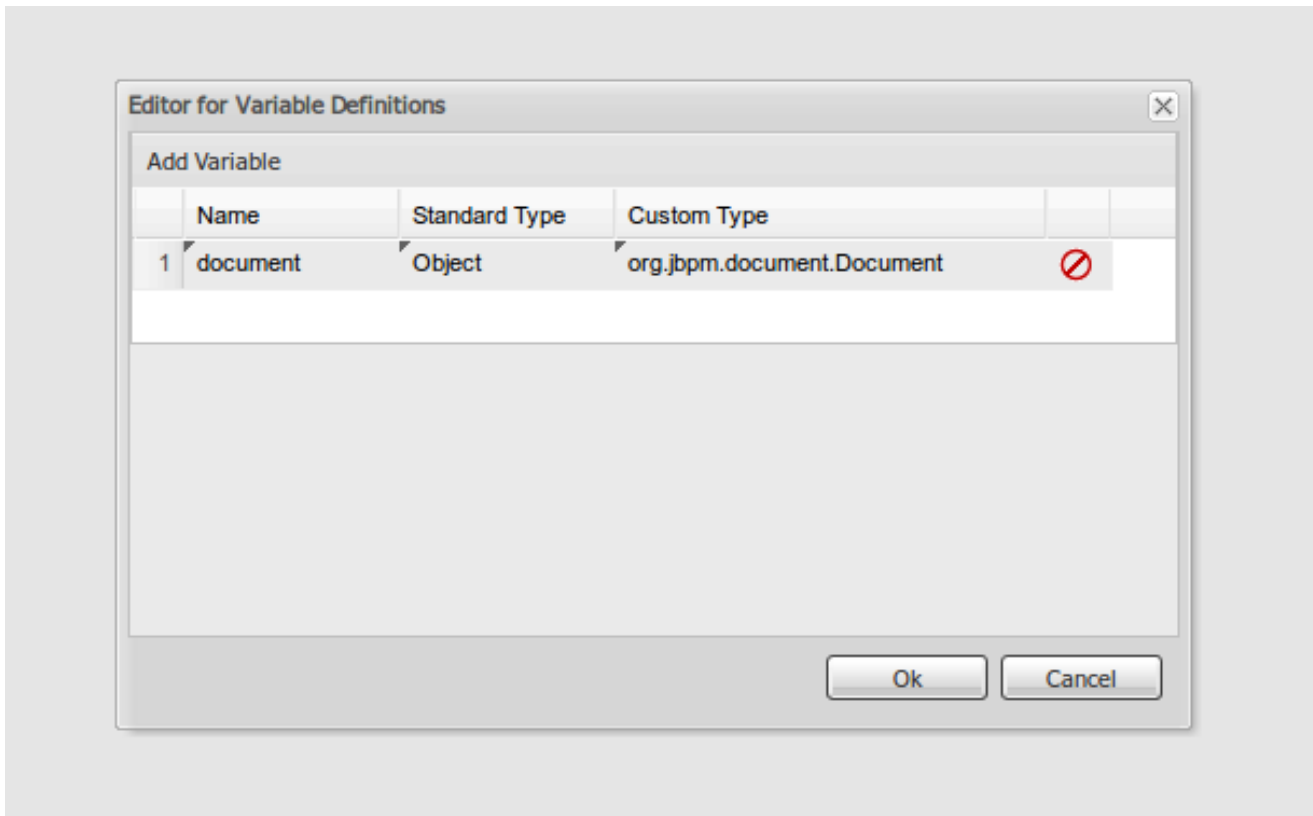 Editor for Variable Definitions
Add Variable
Name Standard Type Custom Type
1 document Object org.jbpm.document.Document
Ok Cancel